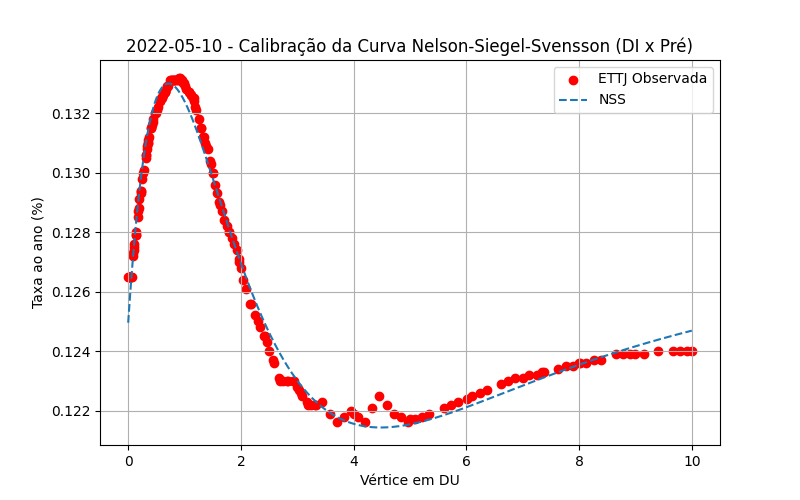 2022-05-10 - Calibração da Curva Nelson-Siegel-Svensson (DI x Pré)
ETTJ Observada
NSS
Taxa ao ano (%)
0.132
0.130
0.128
0.126
0.124
0.122
0 2 4 6 8 10
Vértice em DU